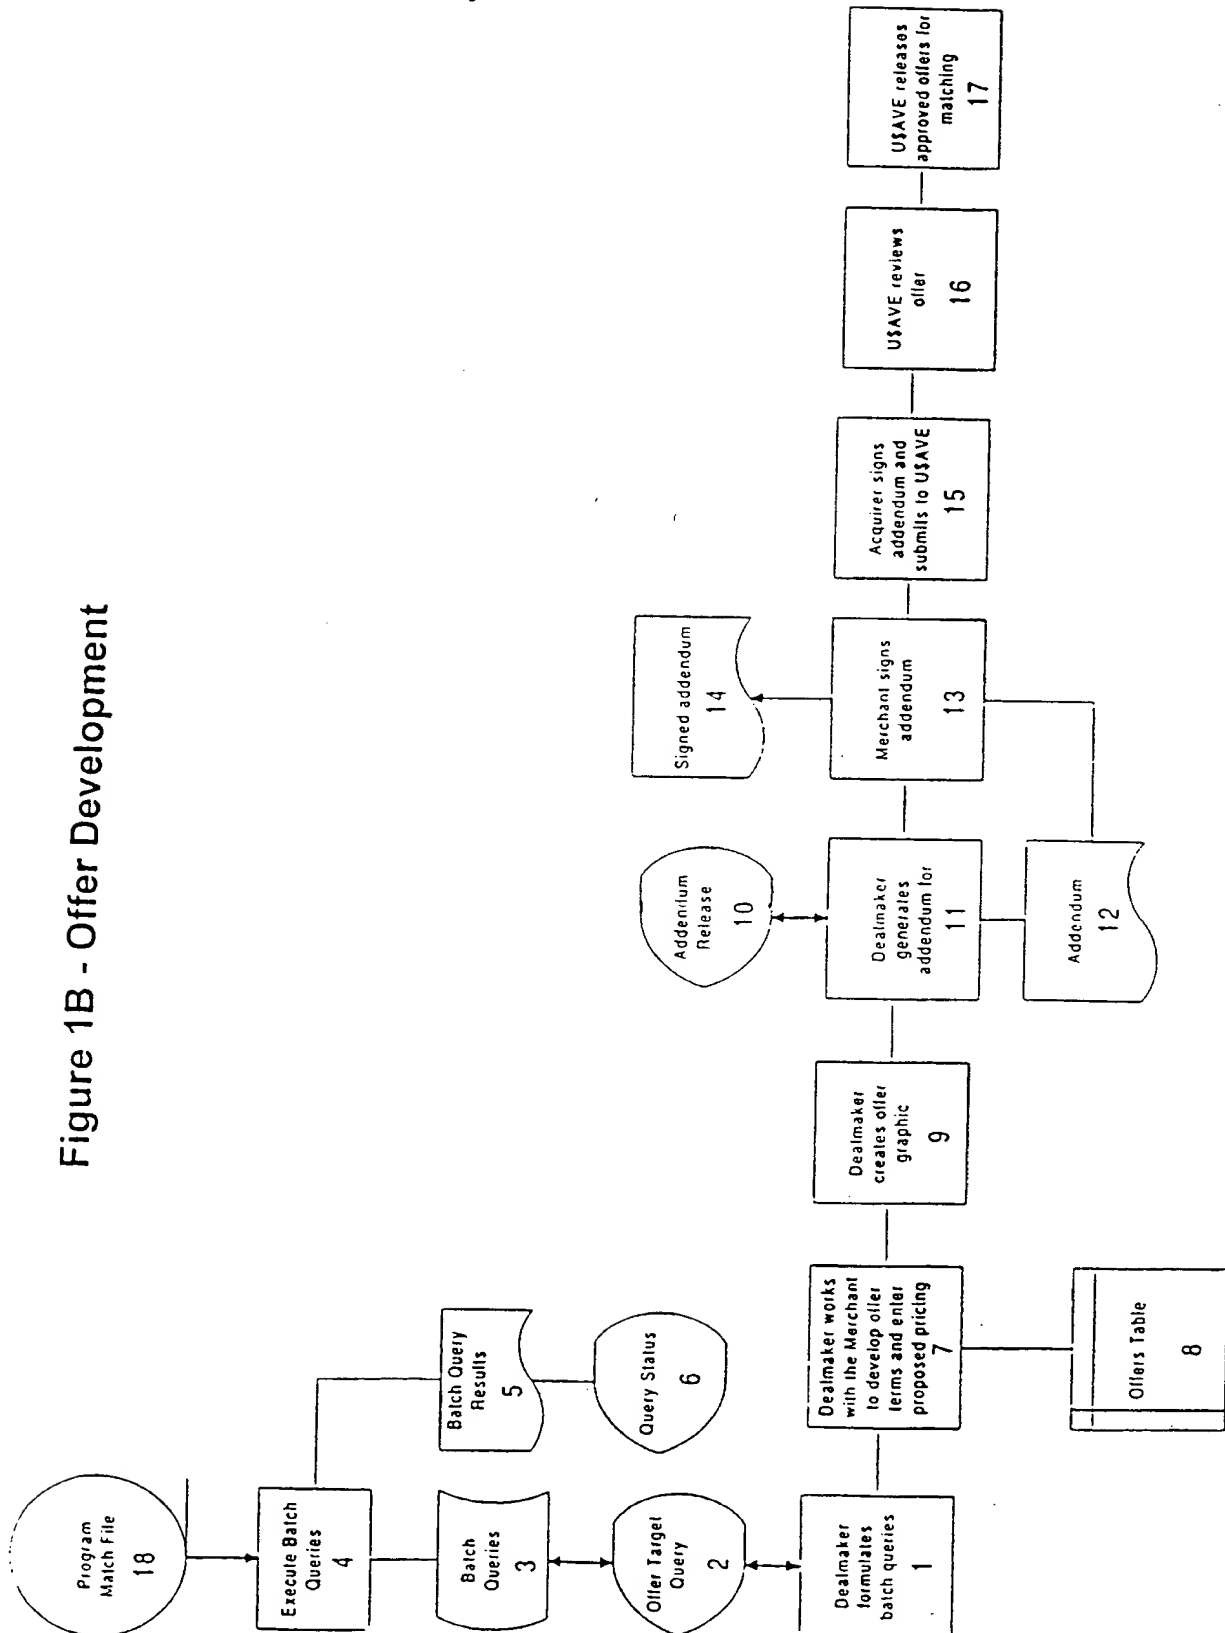 Figure 1B - Offer Development
Program
Match File
18
Execute Batch
Queries
4
Batch
Queries
3
Offer Target
Query
2
Dealmaker
formulates
batch queries
1
Batch Query
Results
5
Query Status
6
Dealmaker works
with the Merchant
to develop offer
terms and enter
proposed pricing
7
Offers Table
8
Dealmaker
creates offer
graphic
9
Addendum
Release
10
Dealmaker
generates
addendum for
11
Addendum
12
Signed addendum
14
Merchant signs
addendum
13
Acquirer signs
addendum and
submits to U$AVE
15
U$AVE reviews
offer
16
U$AVE releases
approved offers for
matching
17